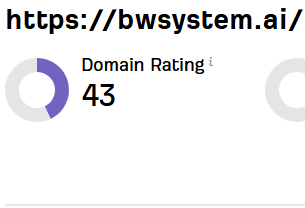 https://bwsystem.ai/
Domain Rating i
43